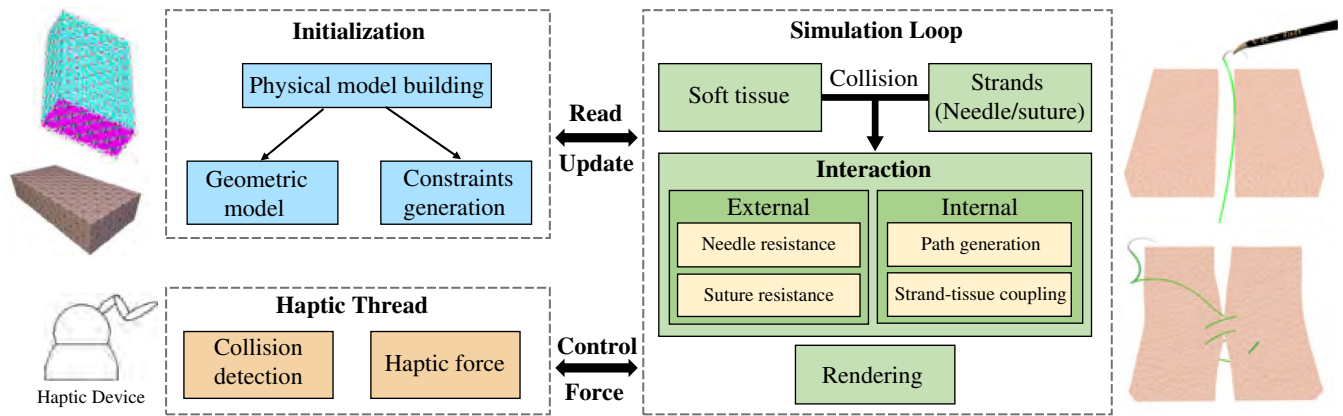 Initialization
Physical model building
Geometric
model
Constraints
generation
Read
Update
Simulation Loop
Soft tissue
Collision
Strands
(Needle/suture)
Interaction
External
Needle resistance
Suture resistance
Internal
Path generation
Strand-tissue coupling
Rendering
Haptic Thread
Collision
detection
Haptic force
Control
Force
Haptic Device